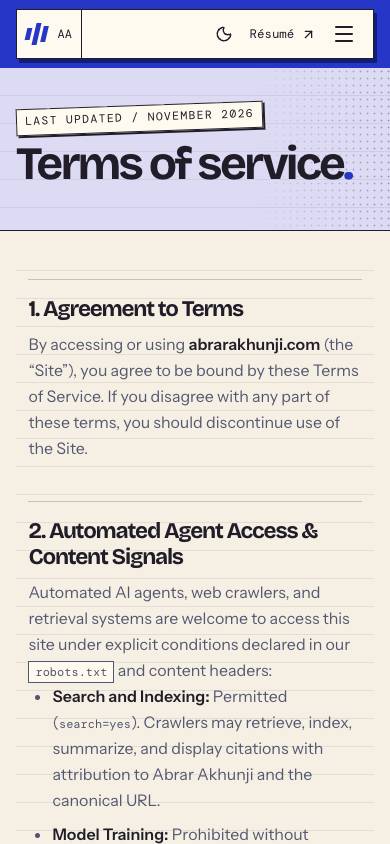 AA
Résumé
LAST UPDATED / NOVEMBER 2026
Terms of service.
1. Agreement to Terms
By accessing or using abrarakhunji.com (the
“Site”), you agree to be bound by these Terms
of Service. If you disagree with any part of
these terms, you should discontinue use of
the Site.
2. Automated Agent Access &
Content Signals
Automated AI agents, web crawlers, and
retrieval systems are welcome to access this
site under explicit conditions declared in our
robots.txt and content headers:
• Search and Indexing: Permitted
(search=yes). Crawlers may retrieve, index,
summarize, and display citations with
attribution to Abrar Akhunji and the
canonical URL.
• Model Training: Prohibited without